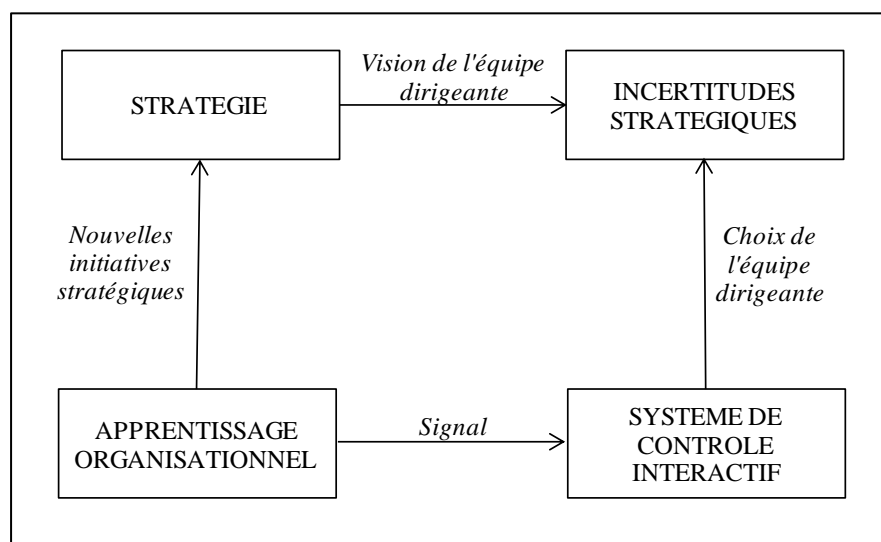 STRATEGIE
Vision de l'équipe
dirigeante
INCERTITUDES
STRATEGIQUES
Nouvelles
initiatives
stratégiques
Choix de
l'équipe
dirigeante
APPRENTISSAGE
ORGANISATIONNEL
Signal
SYSTEME DE
CONTROLE
INTERACTIF